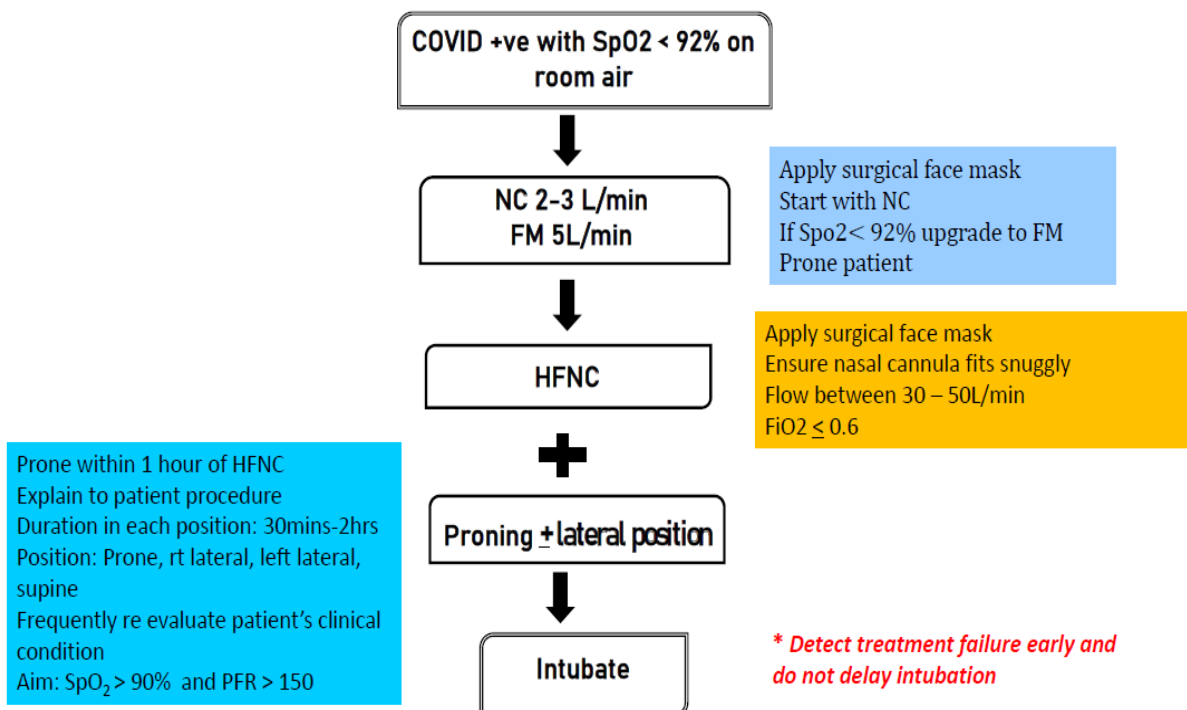 COVID +ve with SpO2 < 92% on
room air
NC 2-3 L/min
FM 5L/min
Apply surgical face mask
Start with NC
If Spo2< 92% upgrade to FM
Prone patient
HFNC
Apply surgical face mask
Ensure nasal cannula fits snuggly
Flow between 30 – 50L/min
FiO2 ≤ 0.6
Prone within 1 hour of HFNC
Explain to patient procedure
Duration in each position: 30mins-2hrs
Position: Prone, rt lateral, left lateral,
supine
Frequently re evaluate patient’s clinical
condition
Aim: SpO₂ > 90% and PFR > 150
Proning ± lateral position
Intubate
* Detect treatment failure early and
do not delay intubation